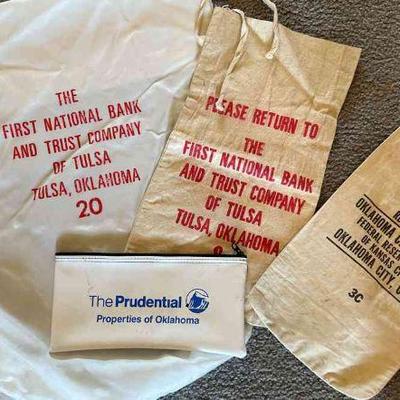 THE
FIRST NATIONAL BANK
AND TRUST COMPANY
OF TULSA
TULSA, OKLAHOMA
20
PLEASE RETURN TO
THE
FIRST NATIONAL BANK
AND TRUST COMPANY
OF TULSA
TULSA, OKLAHOMA
The Prudential
Properties of Oklahoma
OKLAHOMA
FEDERAL
OF KANSAS
OKLAHOMA CITY,
3C